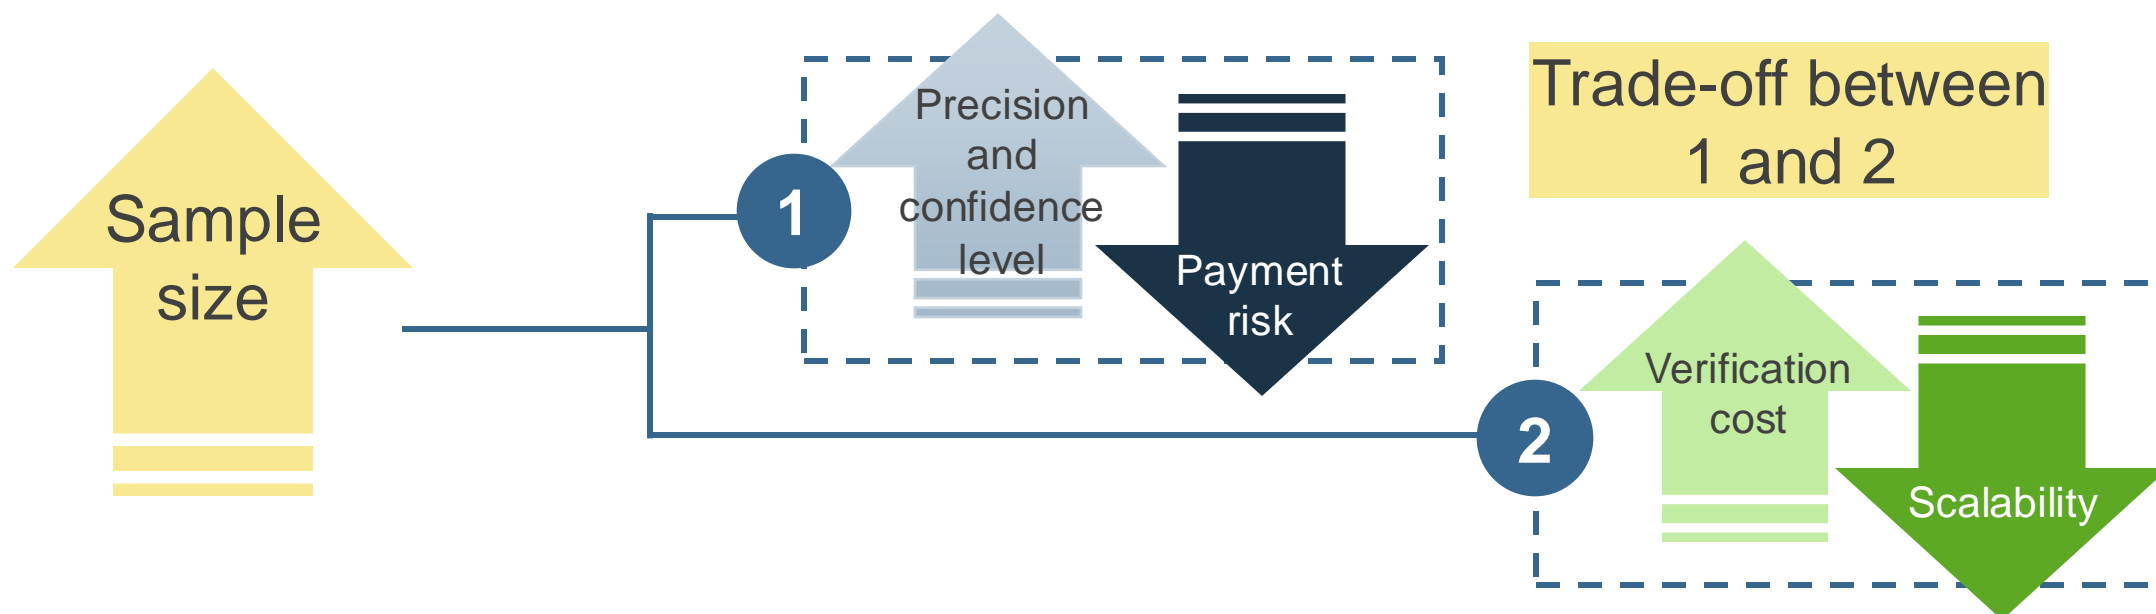 Sample
size
1
Precision
and
confidence
level
Payment
risk
Trade-off between
1 and 2
2
Verification
cost
Scalability